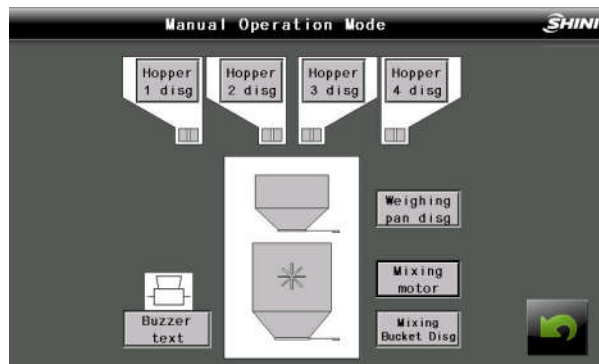 Manual Operation Mode
SHINI
Hopper
1 disg
Hopper
2 disg
Hopper
3 disg
Hopper
4 disg
Weighing
pan disg
Mixing
motor
Buzzer
text
Mixing
Bucket Disg